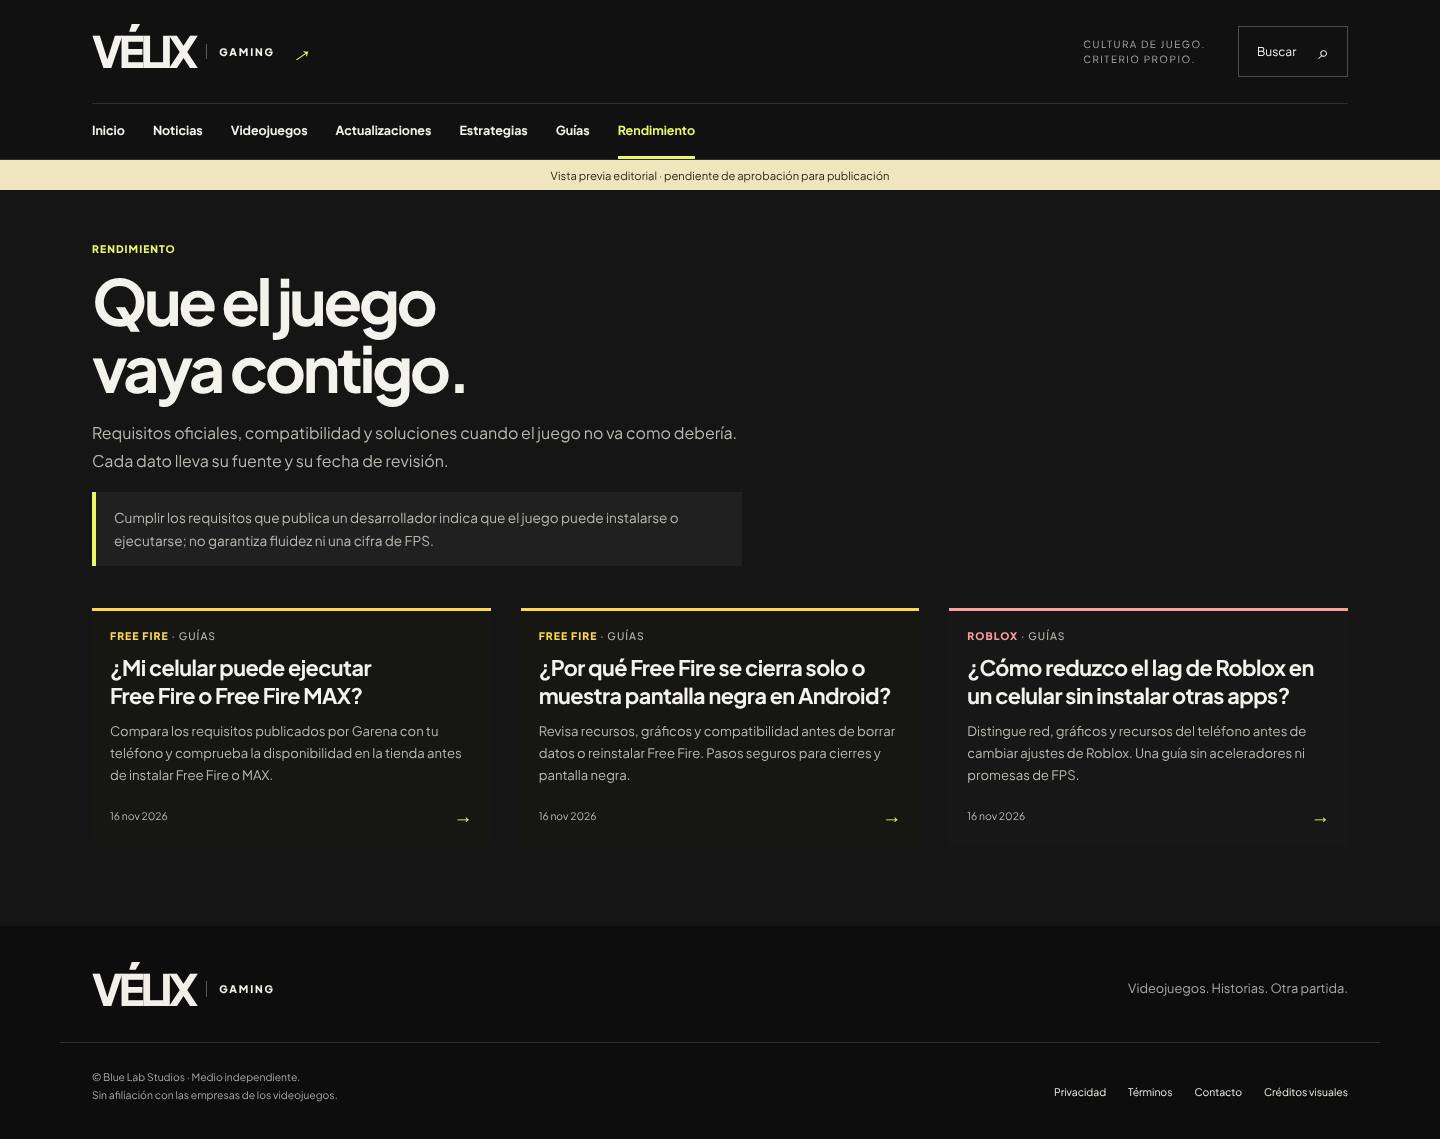 VÉLIX GAMING →
CULTURA DE JUEGO.
CRITERIO PROPIO.
Buscar ⌕
Inicio Noticias Videojuegos Actualizaciones Estrategias Guías Rendimiento
Vista previa editorial · pendiente de aprobación para publicación
RENDIMIENTO
Que el juego
vaya contigo.
Requisitos oficiales, compatibilidad y soluciones cuando el juego no va como debería.
Cada dato lleva su fuente y su fecha de revisión.
Cumplir los requisitos que publica un desarrollador indica que el juego puede instalarse o
ejecutarse; no garantiza fluidez ni una cifra de FPS.
FREE FIRE · GUÍAS
¿Mi celular puede ejecutar
Free Fire o Free Fire MAX?
Compara los requisitos publicados por Garena con tu
teléfono y comprueba la disponibilidad en la tienda antes
de instalar Free Fire o MAX.
16 nov 2026 →
FREE FIRE · GUÍAS
¿Por qué Free Fire se cierra solo o
muestra pantalla negra en Android?
Revisa recursos, gráficos y compatibilidad antes de borrar
datos o reinstalar Free Fire. Pasos seguros para cierres y
pantalla negra.
16 nov 2026 →
ROBLOX · GUÍAS
¿Cómo reduzco el lag de Roblox en
un celular sin instalar otras apps?
Distingue red, gráficos y recursos del teléfono antes de
cambiar ajustes de Roblox. Una guía sin aceleradores ni
promesas de FPS.
16 nov 2026 →
VÉLIX GAMING
Videojuegos. Historias. Otra partida.
© Blue Lab Studios · Medio independiente.
Sin afiliación con las empresas de los videojuegos.
Privacidad Términos Contacto Créditos visuales